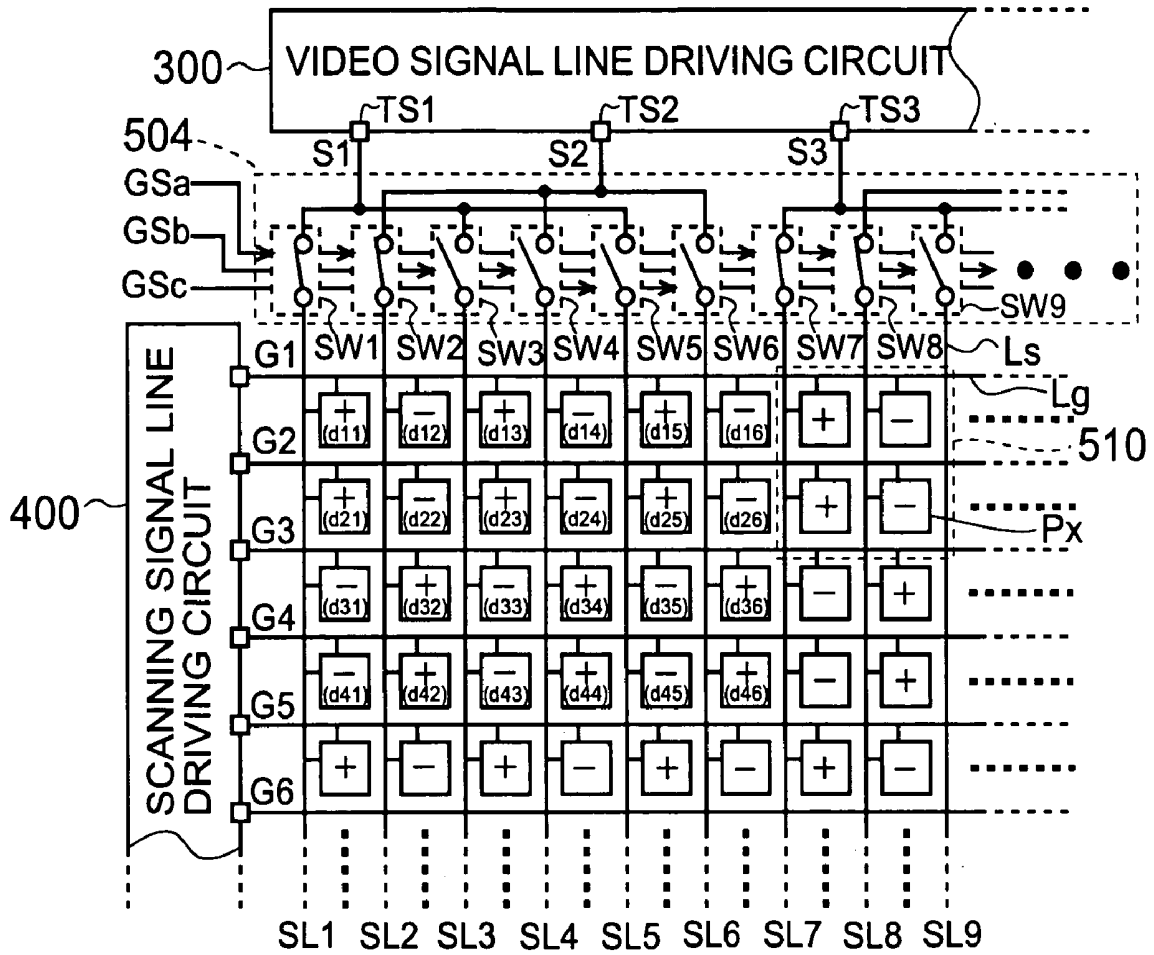 300
VIDEO SIGNAL LINE DRIVING CIRCUIT
TS1 TS2 TS3
504
S1 S2 S3
GSa
GSb
GSc
SW1 SW2 SW3 SW4 SW5 SW6 SW7 SW8 SW9
Ls
Lg
400
SCANNING SIGNAL LINE
DRIVING CIRCUIT
G1
+ (d11) − (d12) + (d13) − (d14) + (d15) − (d16) + −
510
G2
+ (d21) − (d22) + (d23) − (d24) + (d25) − (d26) + −
Px
G3
− (d31) + (d32) − (d33) + (d34) − (d35) + (d36) − +
G4
− (d41) + (d42) − (d43) + (d44) − (d45) + (d46) − +
G5
+ − + − + − + −
G6
SL1 SL2 SL3 SL4 SL5 SL6 SL7 SL8 SL9